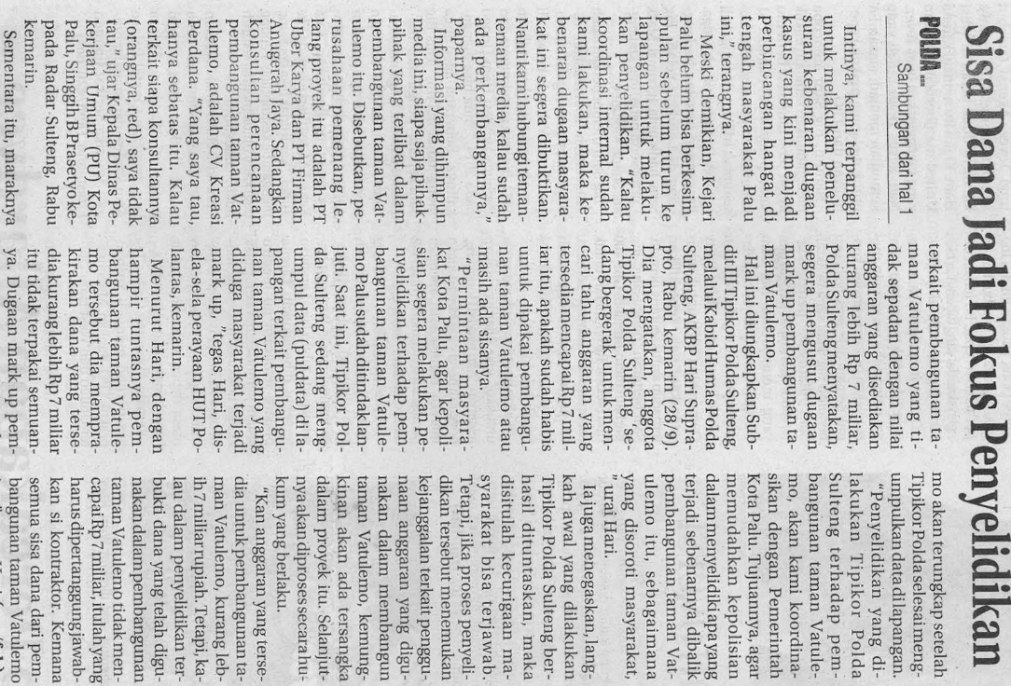 Sisa Dana Jadi Fokus Penyelidikan
POLDA...
Sambungan dari hal 1
Intinya, kami terpanggil
untuk melakukan penelu-
suran kebenaran dugaan
kasus yang kini menjadi
perbincangan hangat di
tengah masyarakat Palu
ini," terangnya.
Meski demikian, Kejari
Palu belum bisa berkesim-
pulan sebelum turun ke
lapangan untuk melaku-
kan penyelidikan. "Kalau
koordinasi internal sudah
kami lakukan, maka ke-
benaran dugaan masyara-
kat ini segera dibuktikan.
Nanti kami hubungi teman-
teman media, kalau sudah
ada perkembangannya,"
paparnya.
Informasi yang dihimpun
media ini, siapa saja pihak-
pihak yang terlibat dalam
pembangunan taman Vat-
ulemo itu. Disebutkan, pe-
rusahaan pemenang le-
lang proyek itu adalah PT
Uber Karya dan PT Firman
Anugerah Jaya. Sedangkan
konsulan perencanaan
pembangunan taman Vat-
ulemo, adalah CV Kreasi
Perdana. "Yang saya tau,
hanya sebatas itu. Kalau
terkait siapa konsultannya
(orangnya, red), saya tidak
tau," ujar Kepala Dinas Pe-
kerjaan Umum (PU) Kota
Palu, Singgih B Prasetyo ke-
pada Radar Sulteng, Rabu
kemarin.
Sementara itu, maraknya
terkait pembangunan ta-
man Vatulemo yang ti-
dak sepadan dengan nilai
anggaran yang disediakan
kurang lebih Rp 7 miliar,
Polda Sulteng menyatakan,
segera mengusut dugaan
mark up pembangunan ta-
man Vatulemo.
Hal ini diungkapkan Sub-
dit III Tipikor Polda Sulteng,
melalui Kabid Humas Polda
Sulteng, AKBP Hari Supra-
pto, Rabu kemarin (28/9).
Dia mengatakan, anggota
Tipikor Polda Sulteng 'se-
dang bergerak' untuk men-
cari tahu anggaran yang
tersedia mencapai Rp 7 mil-
iar itu, apakah sudah habis
untuk dipakai pembangu-
nan taman Vatulemo atau
masih ada sisanya.
"Permintaan masyara-
kat Kota Palu, agar kepoli-
sian segera melakukan pe-
nyelidikan terhadap pem-
bangunan taman Vatule-
mo Palu sudah ditindaklan-
juti. Saat ini, Tipikor Pol-
da Sulteng sedang meng-
umpul data (puldata) di la-
pangan terkait pembangu-
nan taman Vatulemo yang
diduga masyarakat terjadi
mark up, "tegas Hari, dis-
ela-sela perayaan HUT Po-
lantas, kemarin.
Menurut Hari, dengan
hampir tuntasnya pem-
bangunan taman Vatule-
mo tersebut dia mempra-
kirakan dana yang terse-
dia kurang lebih Rp 7 miliar
itu tidak terpakai semuan-
ya. Dugaan mark up pem-
mo akan terungkap setelah
Tipikor Polda selesai meng-
umpulkan data dilapangan.
"Penyelidikan yang di-
lakukan Tipikor Polda
Sulteng terhadap pem-
bangunan taman Vatule-
mo, akan kami koordina-
sikan dengan Pemerintah
Kota Palu. Tujuannya, agar
memudahkan kepolisian
dalam menyelidiki apa yang
terjadi sebenarnya dibalik
pembangunan taman Vat-
ulemo itu, sebagaimana
yang disoroti masyarakat,
"urai Hari.
Ia juga menegaskan, lang-
kah awal yang dilakukan
Tipikor Polda Sulteng ber-
hasil dituntaskan, maka
disitulah kecurigaan ma-
syarakat bisa terjawab.
Tetapi, jika proses penyeli-
dikan tersebut menemukan
kejanggalan terkait penggu-
naan anggaran yang digu-
nakan dalam membangun
taman Vatulemo, kemung-
kinan akan ada tersangka
dalam proyek itu. Selanjut-
nya akan diproses secara hu-
kum yang berlaku.
"Kan anggaran yang terse-
dia untuk pembangunan ta-
man Vatulemo, kurang leb-
ih 7 miliar rupiah. Tetapi, ka-
lau dalam penyelidikan ter-
bukti dana yang telah digu-
nakan dalam pembangunan
taman Vatulemo tidak men-
capai Rp 7 miliar, itulah yang
harus dipertanggungjawab-
kan si kontraktor. Kemana
semua sisa dana dari pem-
bangunan taman Vatulemo